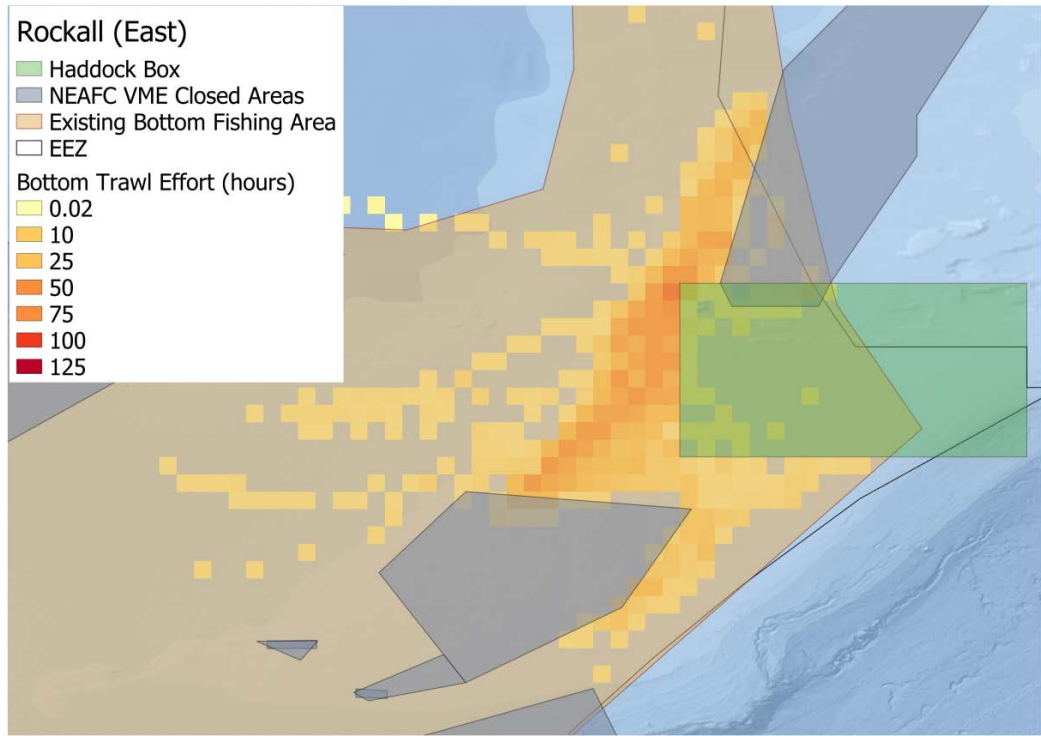 Rockall (East)
Haddock Box
NEAFC VME Closed Areas
Existing Bottom Fishing Area
EEZ
Bottom Trawl Effort (hours)
0.02
10
25
50
75
100
125